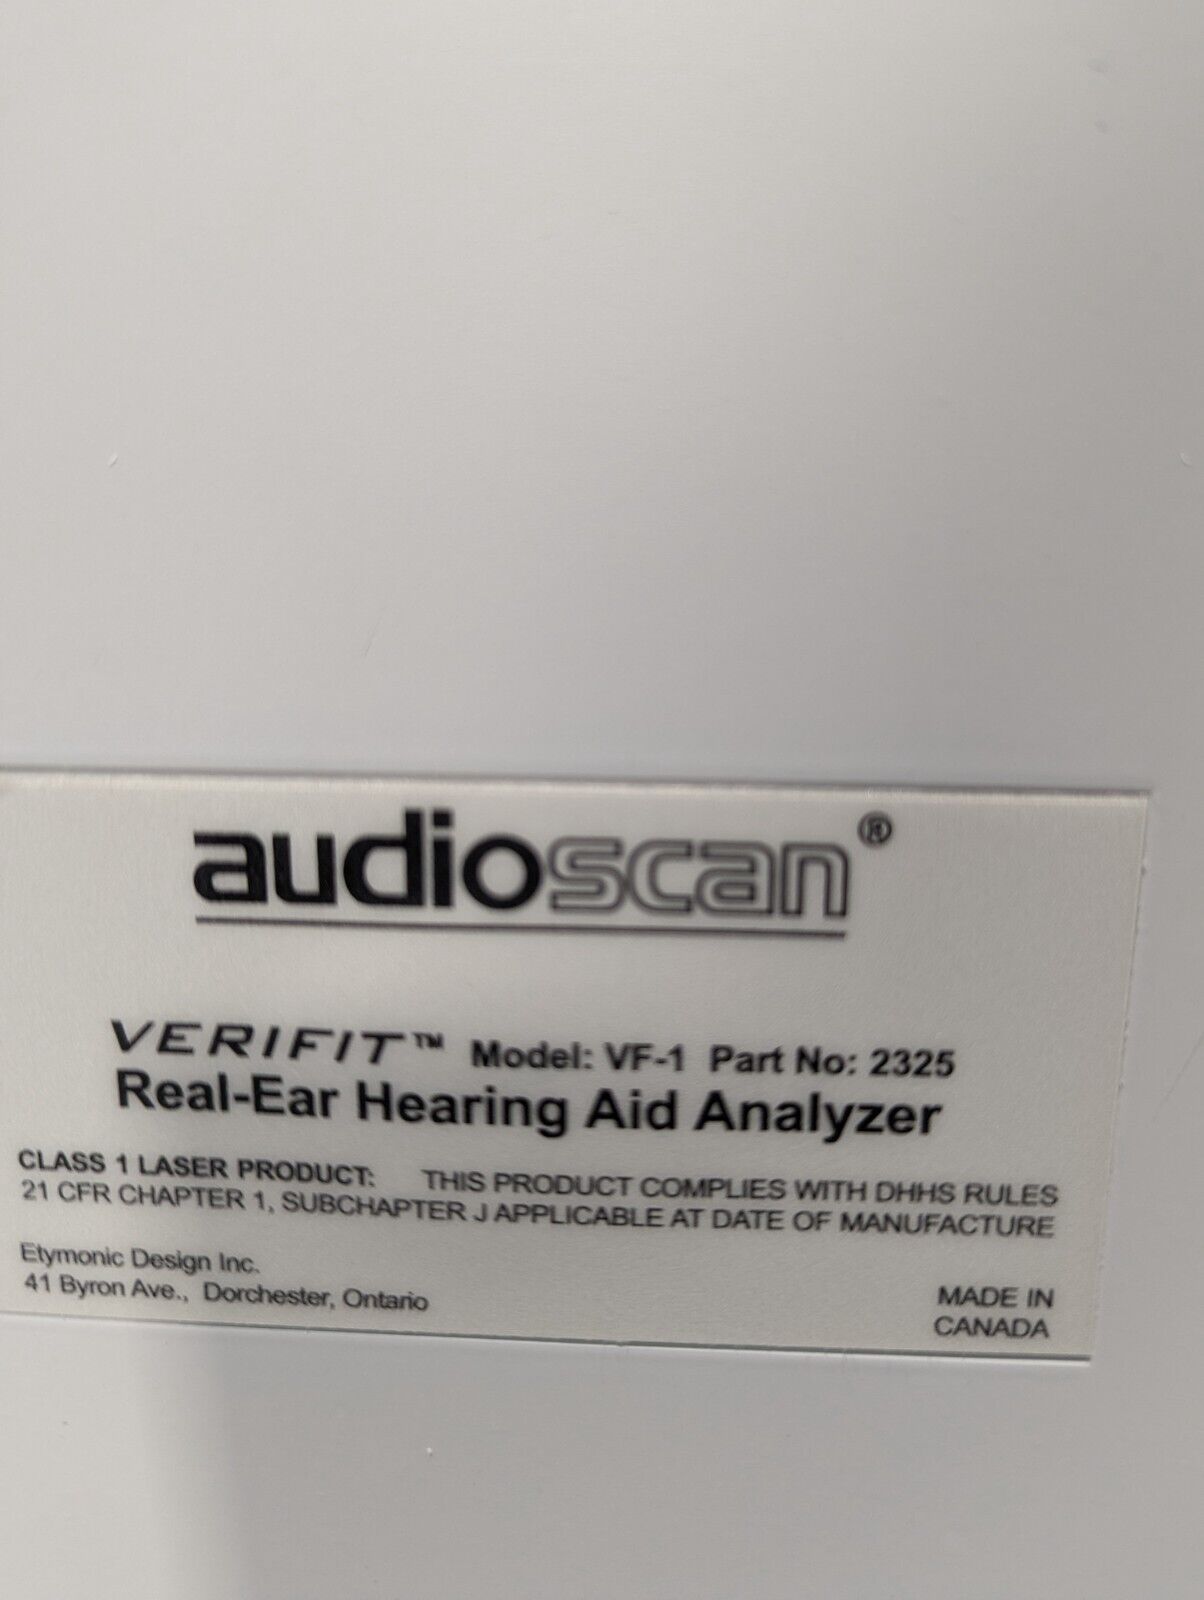 audioscan®
VERIFIT™ Model: VF-1 Part No: 2325
Real-Ear Hearing Aid Analyzer
CLASS 1 LASER PRODUCT: THIS PRODUCT COMPLIES WITH DHHS RULES
21 CFR CHAPTER 1, SUBCHAPTER J APPLICABLE AT DATE OF MANUFACTURE
Etymonic Design Inc.
41 Byron Ave., Dorchester, Ontario
MADE IN
CANADA